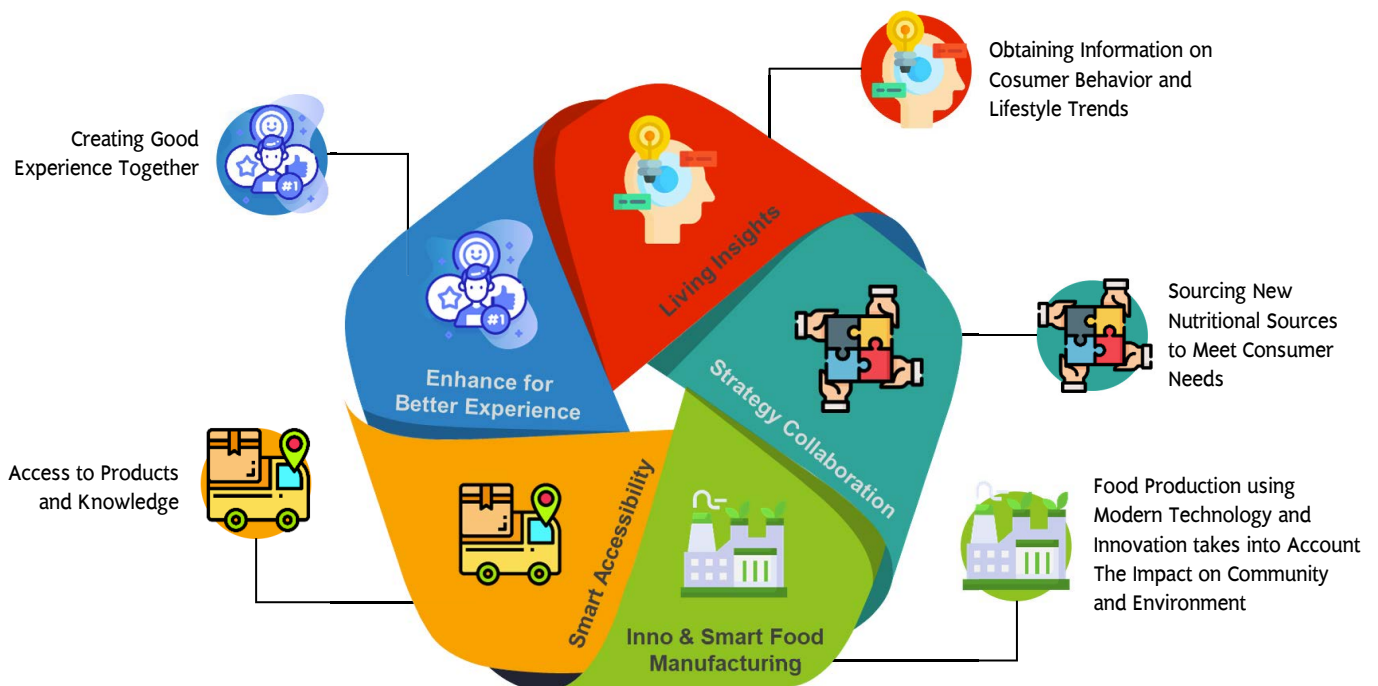 Obtaining Information on
Cosumer Behavior and
Lifestyle Trends
Creating Good
Experience Together
#1
Living Insights
#1
Enhance for
Better Experience
Sourcing New
Nutritional Sources
to Meet Consumer
Needs
Strategy Collaboration
Access to Products
and Knowledge
Smart Accessibility
Food Production using
Modern Technology and
Innovation takes into Account
The Impact on Community
and Environment
Inno & Smart Food
Manufacturing